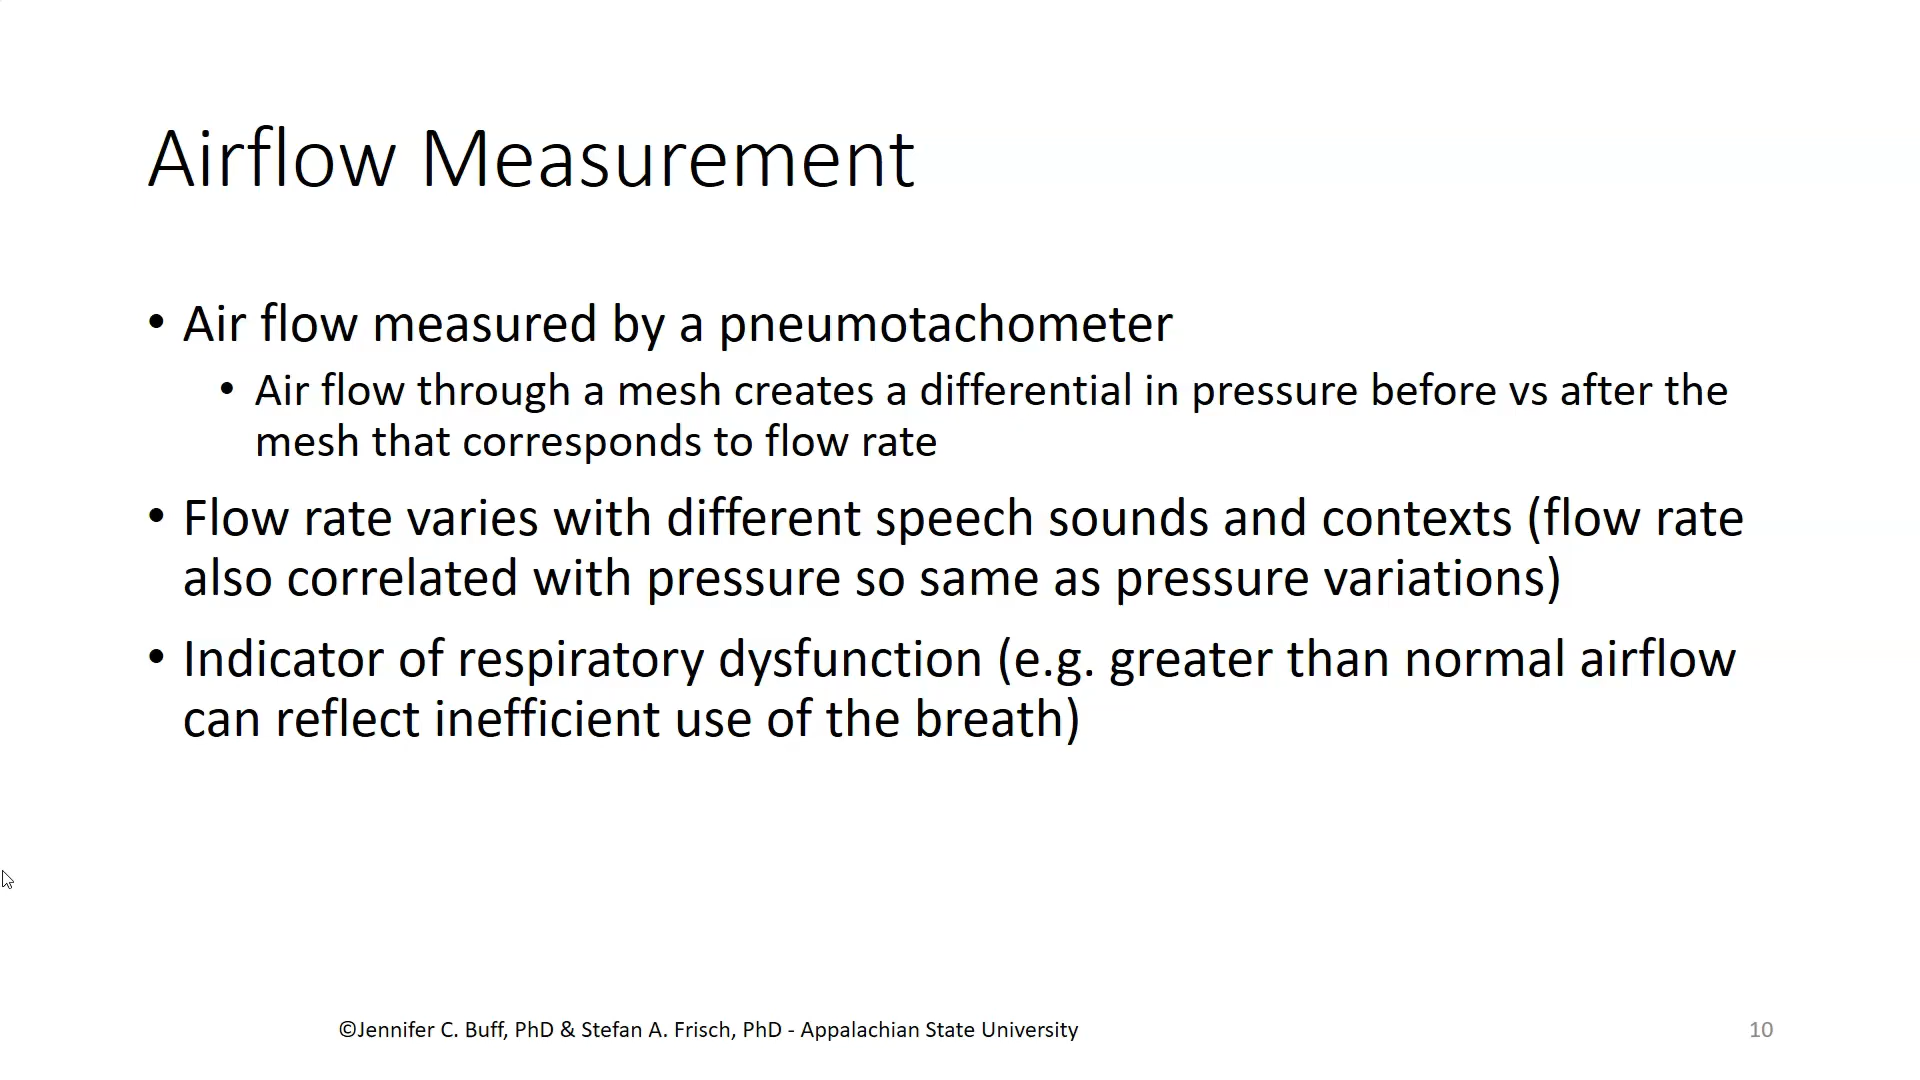 Airflow Measurement
• Air flow measured by a pneumotachometer
• Air flow through a mesh creates a differential in pressure before vs after the
mesh that corresponds to flow rate
• Flow rate varies with different speech sounds and contexts (flow rate
also correlated with pressure so same as pressure variations)
• Indicator of respiratory dysfunction (e.g. greater than normal airflow
can reflect inefficient use of the breath)
©Jennifer C. Buff, PhD & Stefan A. Frisch, PhD - Appalachian State University
10